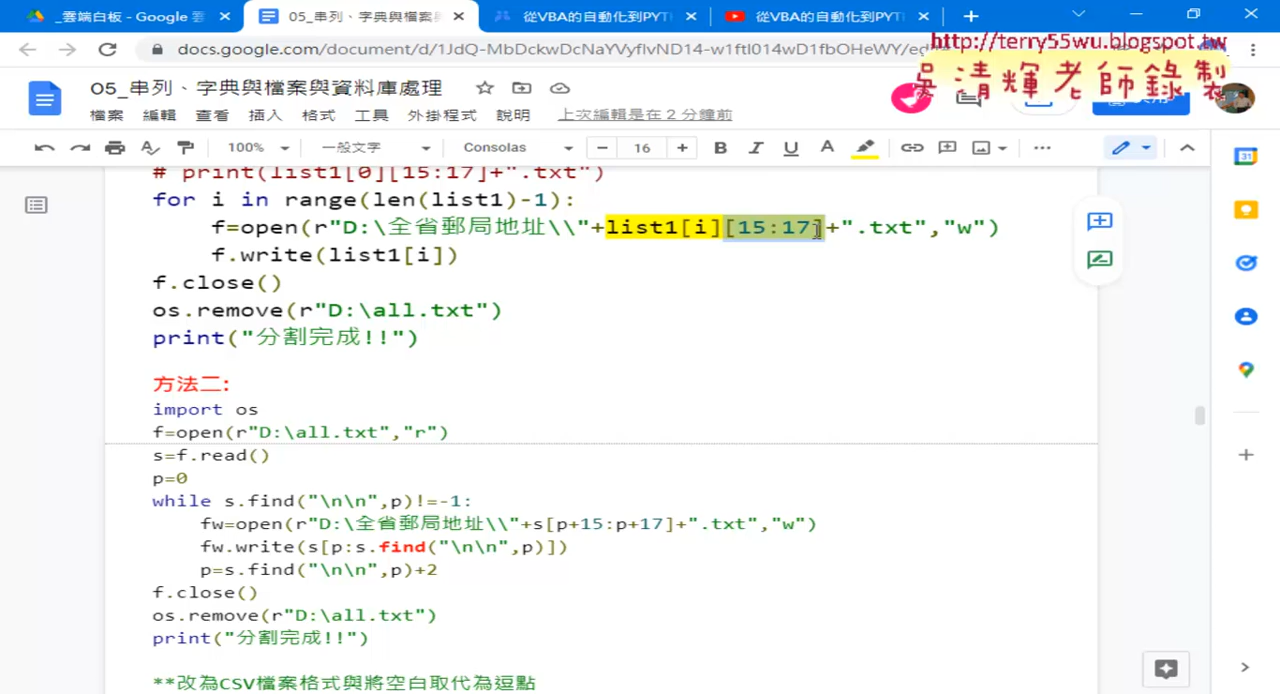 _雲端白板 - Google 雲
05_串列、字典與檔案
從VBA的自動化到PYT
從VBA的自動化到PYT
docs.google.com/document/d/1JdQ-MbDckwDcNaYVyflvND14-w1ftI014wD1fbOHeWY/e
http://terry55wu.blogspot.tw
吳清輝老師錄製
05_串列、字典與檔案與資料庫處理
檔案 編輯 查看 插入 格式 工具 外掛程式 說明 上次編輯是在 2 分鐘前
100% 一般文字 Consolas 16
# print(list1[0][15:17]+".txt")
for i in range(len(list1)-1):
f=open(r"D:\全省郵局地址\\"+list1[i][15:17]+".txt","w")
f.write(list1[i])
f.close()
os.remove(r"D:\all.txt")
print("分割完成!!")
方法二:
import os
f=open(r"D:\all.txt","r")
s=f.read()
p=0
while s.find("\n\n",p)!=-1:
fw=open(r"D:\全省郵局地址\\"+s[p+15:p+17]+".txt","w")
fw.write(s[p:s.find("\n\n",p)])
p=s.find("\n\n",p)+2
f.close()
os.remove(r"D:\all.txt")
print("分割完成!!")
**改為CSV檔案格式與將空白取代為逗點